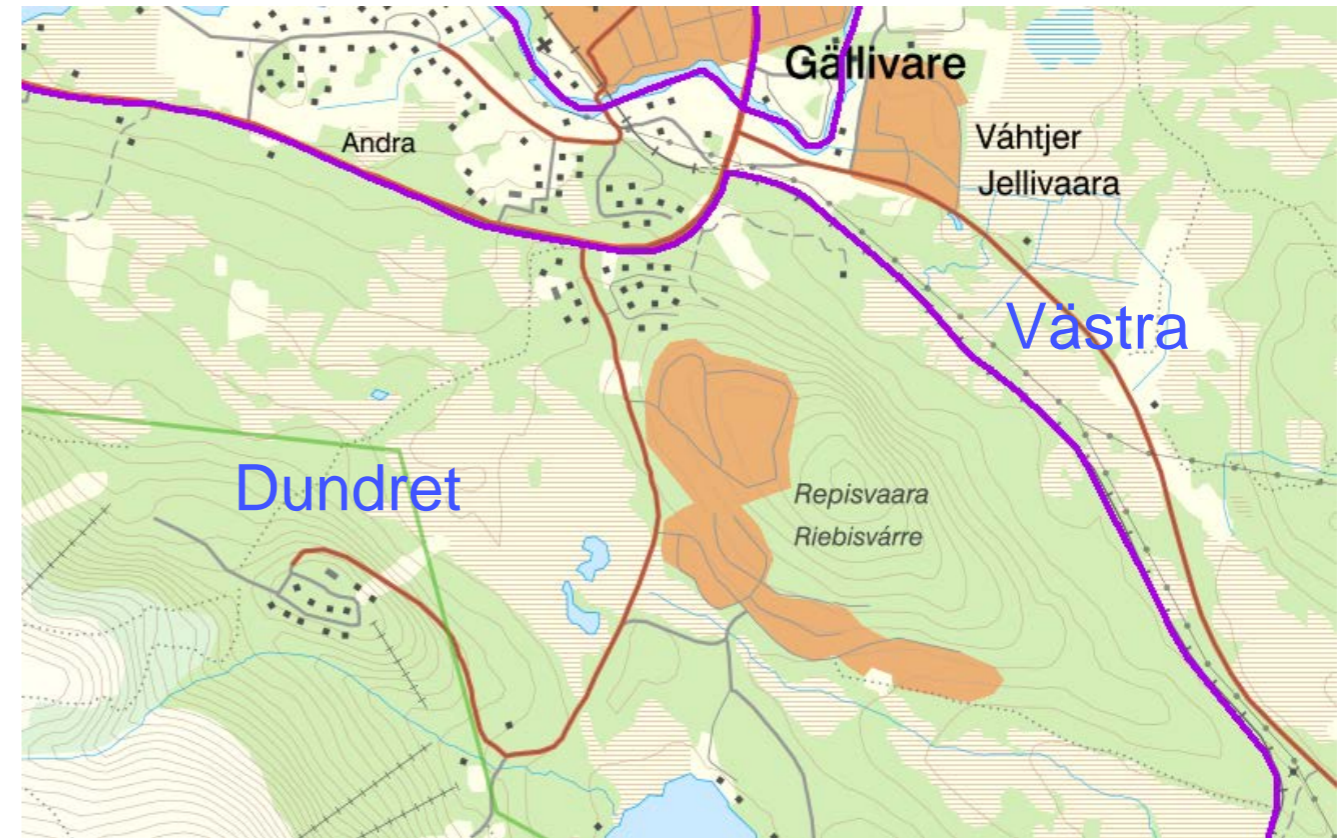 Gällivare
Andra
Váhtjer
Jellivaara
Västra
Dundret
Repisvaara
Riebisvárre